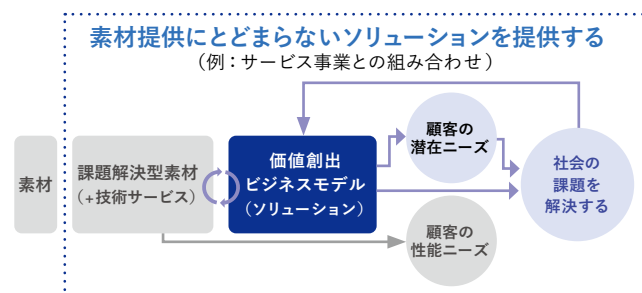 素材提供にとどまらないソリューションを提供する
（例：サービス事業との組み合わせ）
素材
課題解決型素材
（+技術サービス）
価値創出
ビジネスモデル
（ソリューション）
顧客の
潜在ニーズ
顧客の
性能ニーズ
社会の
課題を
解決する